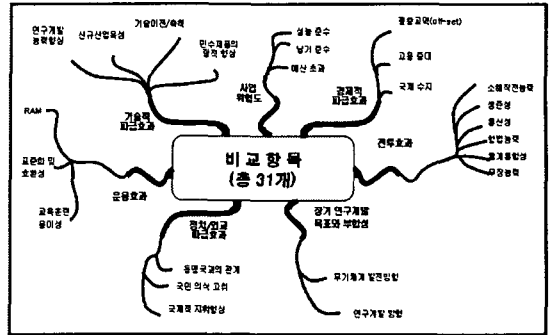 연구개발
능력향상
신규산업육성
기술이전/축적
민수제품의
질적 향상
기술적
파급효과
성능 준수
납기 준수
예산 초과
사업
위험도
절충교역(off-set)
고용 증대
국제 수지
경제적
파급효과
소해작전능력
생존성
통신성
함법능력
체계통합성
무장능력
전투효과
RAM
표준화 및
호환성
교육훈련
용이성
운용효과
비 교 항 목
(총 31개)
정치/외교
파급효과
동맹국과의 관계
국민 의식 고취
국제적 지위향상
장기 연구개발
목표와 부합성
무기체계 발전방향
연구개발 방향